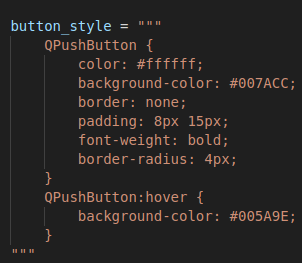 button_style = """
    QPushButton {
        color: #ffffff;
        background-color: #007ACC;
        border: none;
        padding: 8px 15px;
        font-weight: bold;
        border-radius: 4px;
    }
    QPushButton:hover {
        background-color: #005A9E;
    }
"""